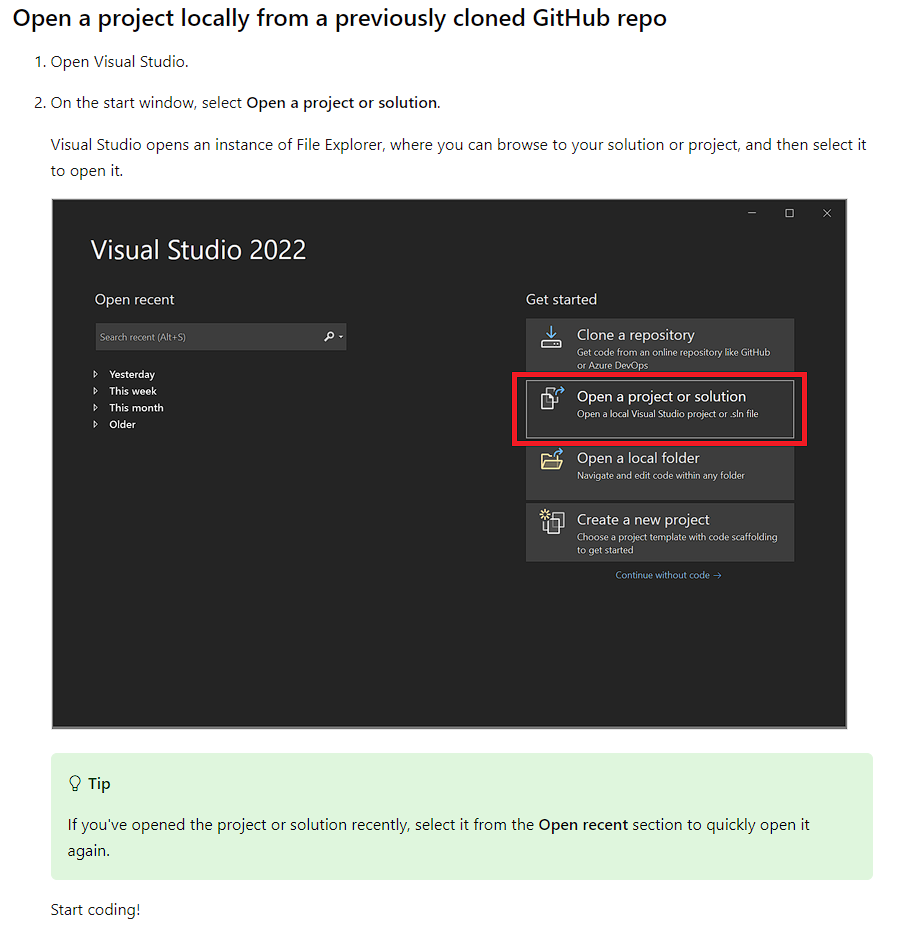 Open a project locally from a previously cloned GitHub repo
1. Open Visual Studio.
2. On the start window, select Open a project or solution.
Visual Studio opens an instance of File Explorer, where you can browse to your solution or project, and then select it
to open it.
Visual Studio 2022
Open recent
Search recent (Alt+S)
Yesterday
This week
This month
Older
Get started
Clone a repository
Get code from an online repository like GitHub
or Azure DevOps
Open a project or solution
Open a local Visual Studio project or .sln file
Open a local folder
Navigate and edit code within any folder
Create a new project
Choose a project template with code scaffolding
to get started
Continue without code →
Tip
If you've opened the project or solution recently, select it from the Open recent section to quickly open it
again.
Start coding!